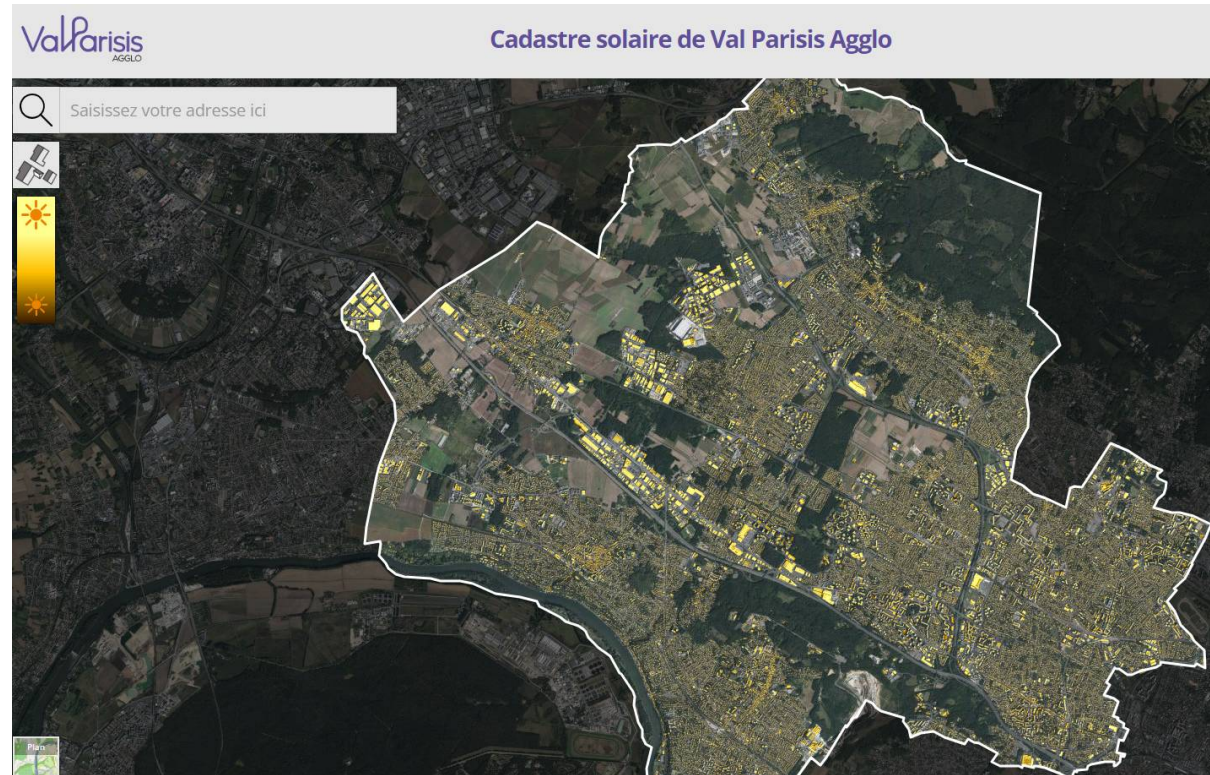 ValParisis
AGGLO
Cadastre solaire de Val Parisis Agglo
Saisissez votre adresse ici
Plan